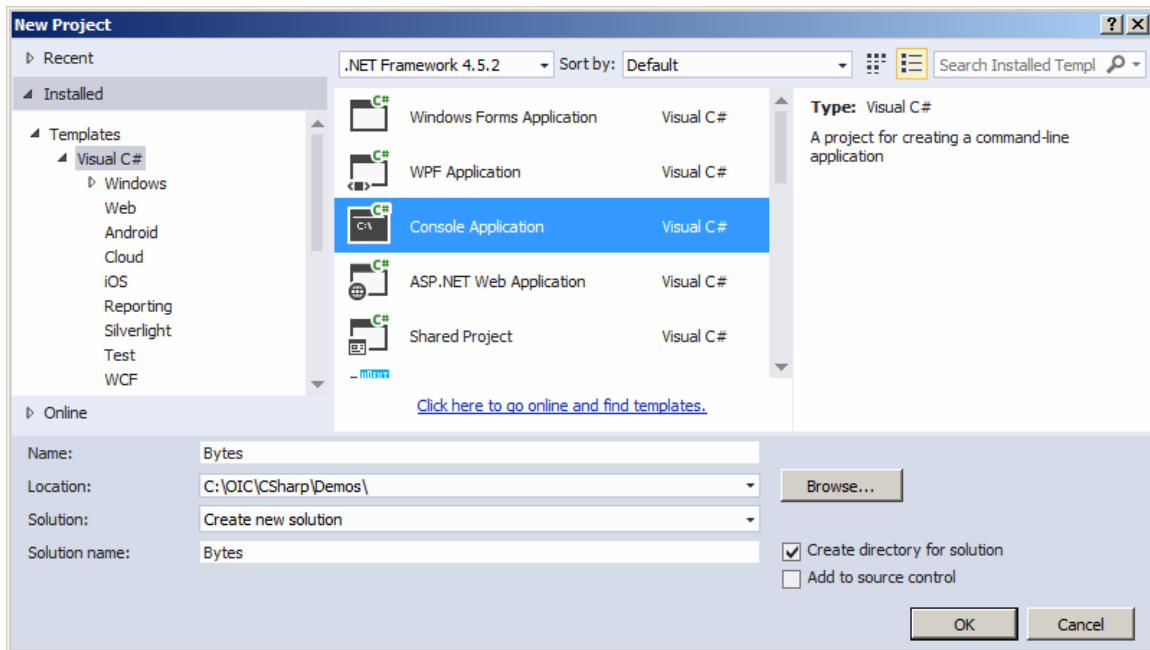 New Project
Recent
.NET Framework 4.5.2 Sort by: Default Search Installed Templ
Installed
Templates
Visual C#
Windows
Web
Android
Cloud
iOS
Reporting
Silverlight
Test
WCF
Online
C# Windows Forms Application Visual C#
C# WPF Application Visual C#
C# C:\ Console Application Visual C#
C# ASP.NET Web Application Visual C#
C# Shared Project Visual C#
Click here to go online and find templates.
Type: Visual C#
A project for creating a command-line
application
Name: Bytes
Location: C:\OIC\CSharp\Demos\ Browse...
Solution: Create new solution
Solution name: Bytes
Create directory for solution
Add to source control
OK Cancel